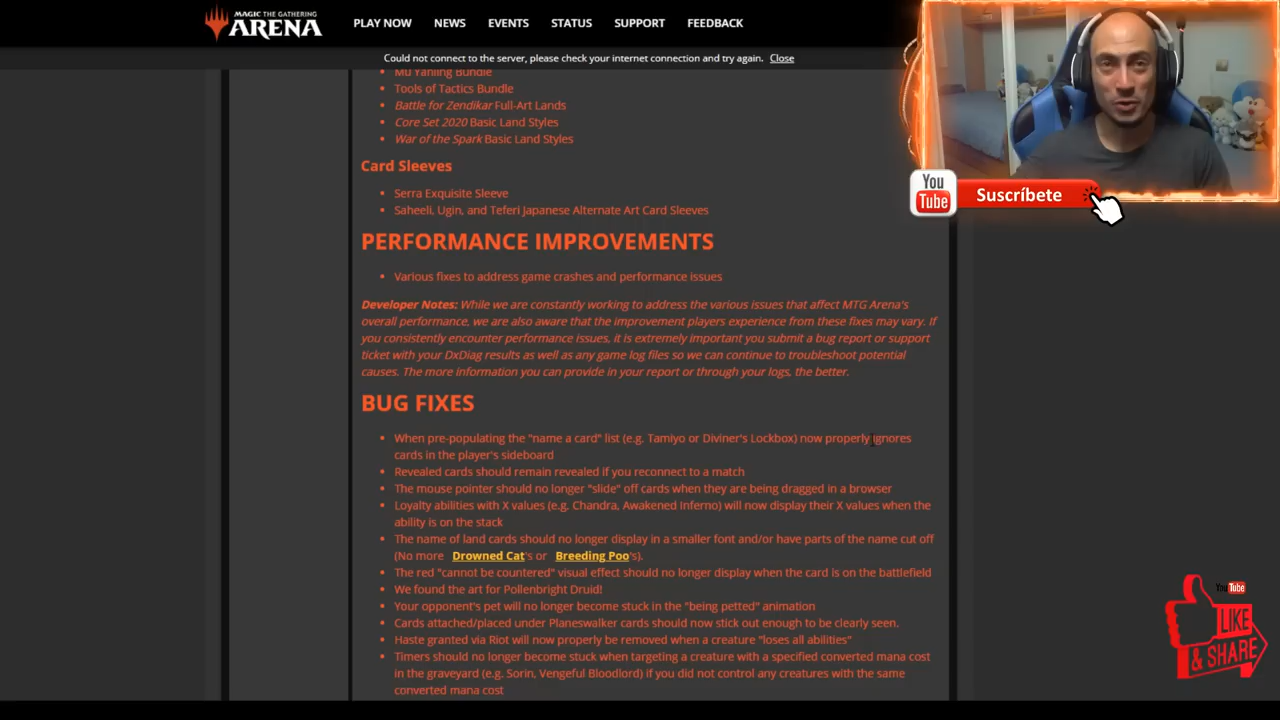 MAGIC THE GATHERING
ARENA
PLAY NOW NEWS EVENTS STATUS SUPPORT FEEDBACK
Could not connect to the server, please check your internet connection and try again. Close
Mu Yanling Bundle
Tools of Tactics Bundle
Battle for Zendikar Full-Art Lands
Core Set 2020 Basic Land Styles
War of the Spark Basic Land Styles
Card Sleeves
Serra Exquisite Sleeve
Saheeli, Ugin, and Teferi Japanese Alternate Art Card Sleeves
You
Tube
Suscríbete
PERFORMANCE IMPROVEMENTS
Various fixes to address game crashes and performance issues
Developer Notes: While we are constantly working to address the various issues that affect MTG Arena's
overall performance, we are also aware that the improvement players experience from these fixes may vary. If
you consistently encounter performance issues, it is extremely important you submit a bug report or support
ticket with your DxDiag results as well as any game log files so we can continue to troubleshoot potential
causes. The more information you can provide in your report or through your logs, the better.
BUG FIXES
When pre-populating the "name a card" list (e.g. Tamiyo or Diviner's Lockbox) now properly ignores
cards in the player's sideboard
Revealed cards should remain revealed if you reconnect to a match
The mouse pointer should no longer "slide" off cards when they are being dragged in a browser
Loyalty abilities with X values (e.g. Chandra, Awakened Inferno) will now display their X values when the
ability is on the stack
The name of land cards should no longer display in a smaller font and/or have parts of the name cut off
(No more Drowned Cat's or Breeding Poo's).
The red "cannot be countered" visual effect should no longer display when the card is on the battlefield
We found the art for Pollenbright Druid!
Your opponent's pet will no longer become stuck in the "being petted" animation
Cards attached/placed under Planeswalker cards should now stick out enough to be clearly seen.
Haste granted via Riot will now properly be removed when a creature "loses all abilities"
Timers should no longer become stuck when targeting a creature with a specified converted mana cost
in the graveyard (e.g. Sorin, Vengeful Bloodlord) if you did not control any creatures with the same
converted mana cost
You Tube
LIKE
& SHARE